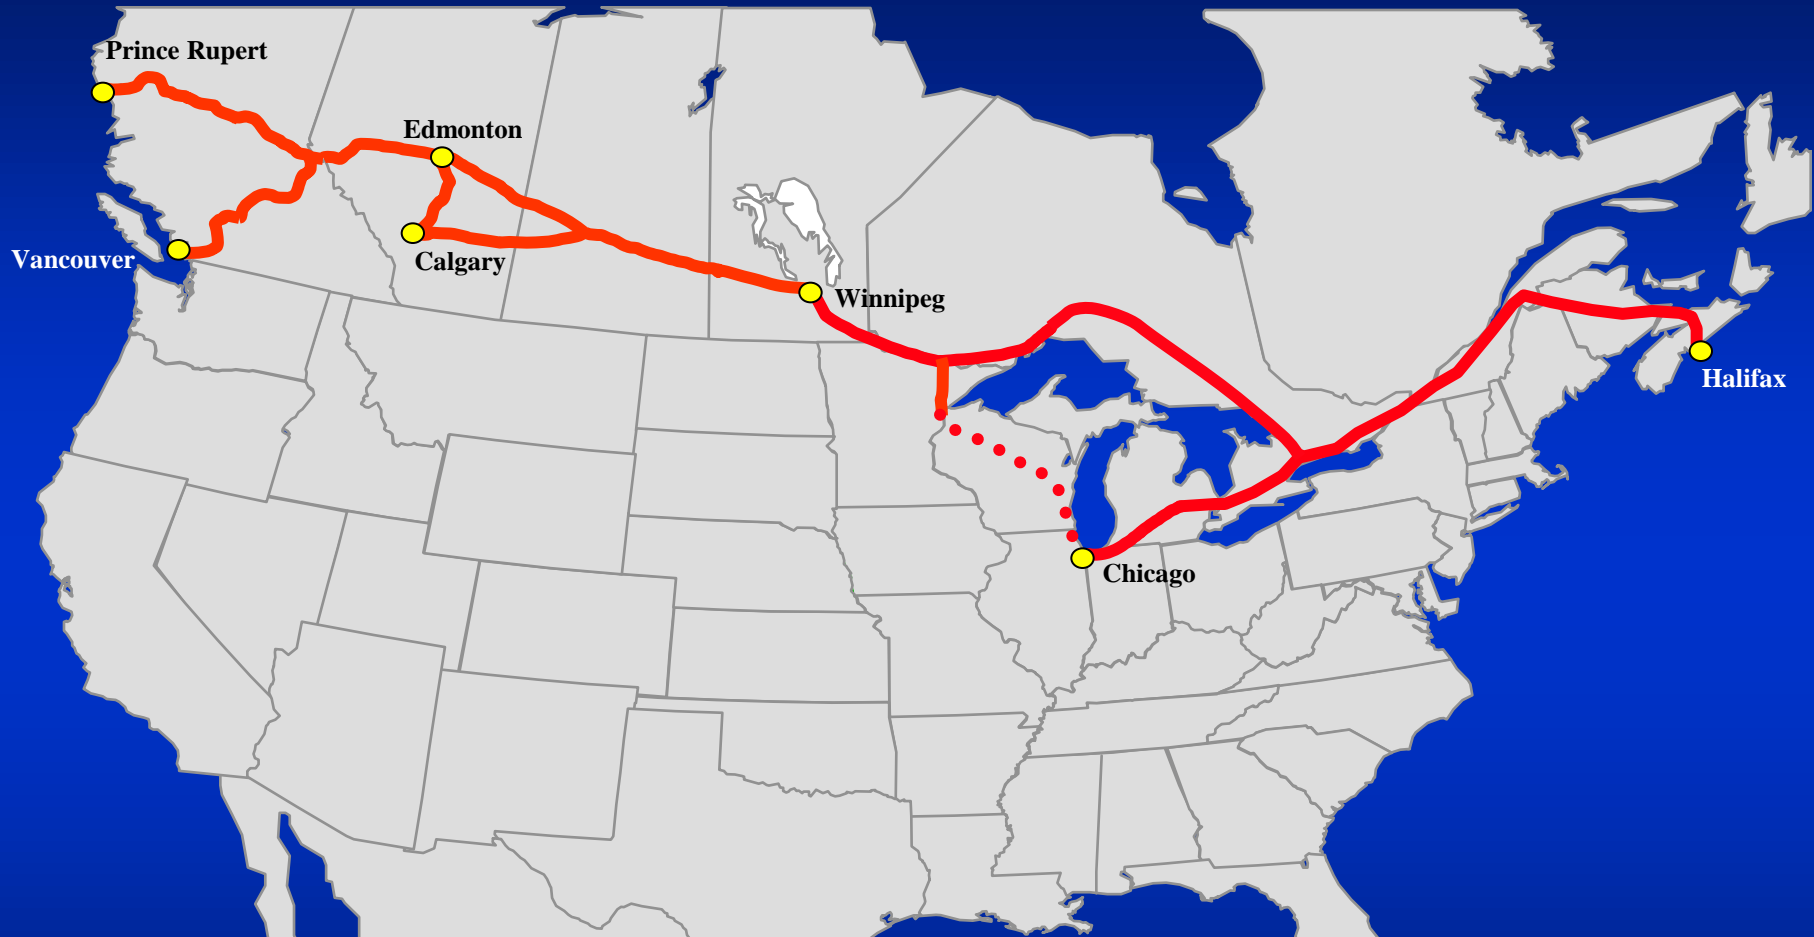 Prince Rupert
Edmonton
Vancouver
Calgary
Winnipeg
Halifax
Chicago